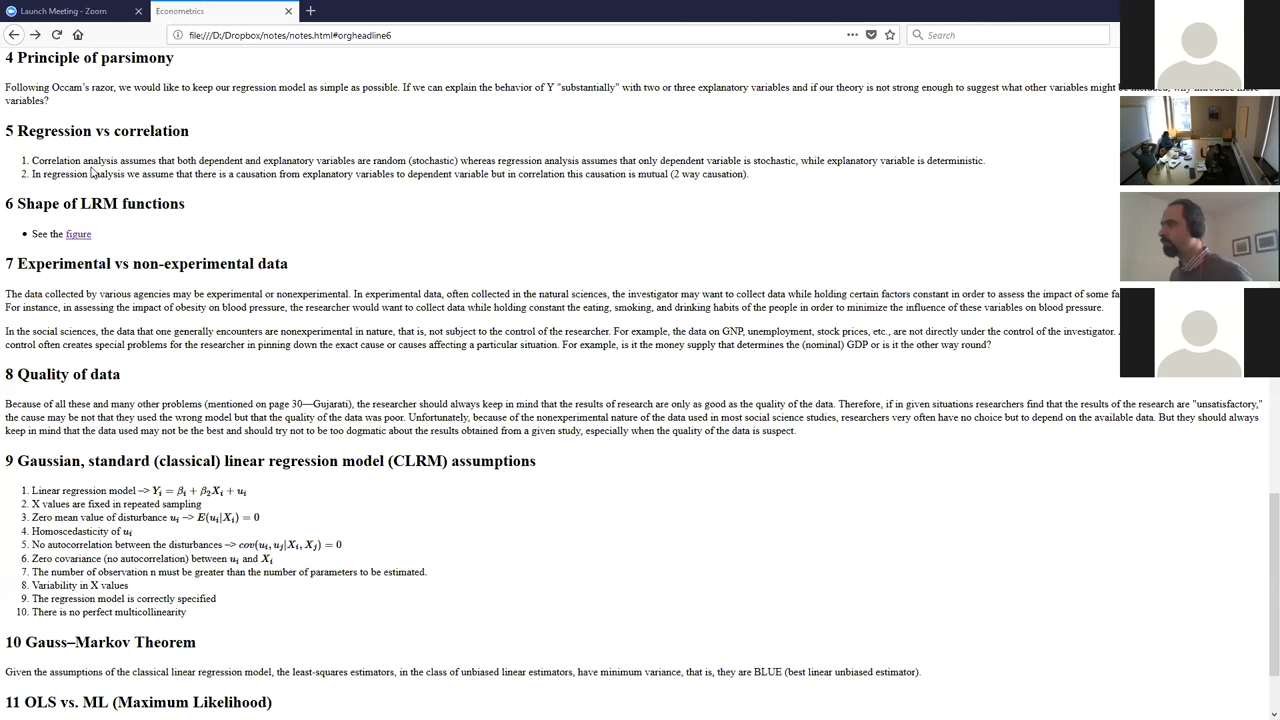 Launch Meeting - Zoom
Econometrics
file:///D:/Dropbox/notes/notes.html#orgheadline6
Search
4 Principle of parsimony
Following Occam's razor, we would like to keep our regression model as simple as possible. If we can explain the behavior of Y "substantially" with two or three explanatory variables and if our theory is not strong enough to suggest what other variables might be included, why introduce more
variables?
5 Regression vs correlation
1. Correlation analysis assumes that both dependent and explanatory variables are random (stochastic) whereas regression analysis assumes that only dependent variable is stochastic, while explanatory variable is deterministic.
2. In regression analysis we assume that there is a causation from explanatory variables to dependent variable but in correlation this causation is mutual (2 way causation).
6 Shape of LRM functions
• See the figure
7 Experimental vs non-experimental data
The data collected by various agencies may be experimental or nonexperimental. In experimental data, often collected in the natural sciences, the investigator may want to collect data while holding certain factors constant in order to assess the impact of some
For instance, in assessing the impact of obesity on blood pressure, the researcher would want to collect data while holding constant the eating, smoking, and drinking habits of the people in order to minimize the influence of these variables on blood pressure.
In the social sciences, the data that one generally encounters are nonexperimental in nature, that is, not subject to the control of the researcher. For example, the data on GNP, unemployment, stock prices, etc., are not directly under the control of the investigator.
control often creates special problems for the researcher in pinning down the exact cause or causes affecting a particular situation. For example, is it the money supply that determines the (nominal) GDP or is it the other way round?
8 Quality of data
Because of all these and many other problems (mentioned on page 30—Gujarati), the researcher should always keep in mind that the results of research are only as good as the quality of the data. Therefore, if in given situations researchers find that the results of the research are "unsatisfactory,"
the cause may be not that they used the wrong model but that the quality of the data was poor. Unfortunately, because of the nonexperimental nature of the data used in most social science studies, researchers very often have no choice but to depend on the available data. But they should always
keep in mind that the data used may not be the best and should try not to be too dogmatic about the results obtained from a given study, especially when the quality of the data is suspect.
9 Gaussian, standard (classical) linear regression model (CLRM) assumptions
1. Linear regression model –> Yᵢ = βᵢ + β₂Xᵢ + uᵢ
2. X values are fixed in repeated sampling
3. Zero mean value of disturbance uᵢ –> E(uᵢ|Xᵢ) = 0
4. Homoscedasticity of uᵢ
5. No autocorrelation between the disturbances –> cov(uᵢ, uⱼ|Xᵢ, Xⱼ) = 0
6. Zero covariance (no autocorrelation) between uᵢ and Xᵢ
7. The number of observation n must be greater than the number of parameters to be estimated.
8. Variability in X values
9. The regression model is correctly specified
10. There is no perfect multicollinearity
10 Gauss–Markov Theorem
Given the assumptions of the classical linear regression model, the least-squares estimators, in the class of unbiased linear estimators, have minimum variance, that is, they are BLUE (best linear unbiased estimator).
11 OLS vs. ML (Maximum Likelihood)